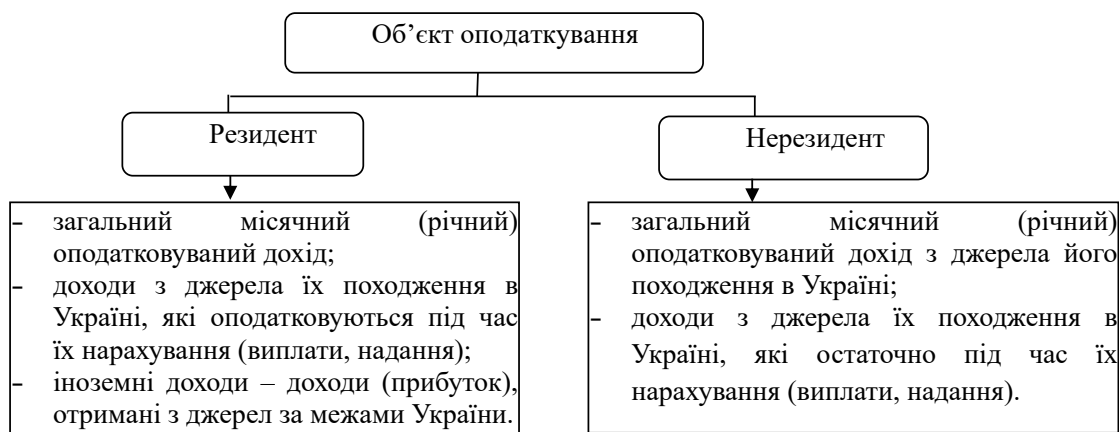 Об’єкт оподаткування
Резидент
Нерезидент
- загальний місячний (річний)
оподатковуваний дохід;
- доходи з джерела їх походження в
Україні, які оподатковуються під час
їх нарахування (виплати, надання);
- іноземні доходи – доходи (прибуток),
отримані з джерел за межами України.
- загальний місячний (річний)
оподатковуваний дохід з джерела його
походження в Україні;
- доходи з джерела їх походження в
Україні, які остаточно під час їх
нарахування (виплати, надання).